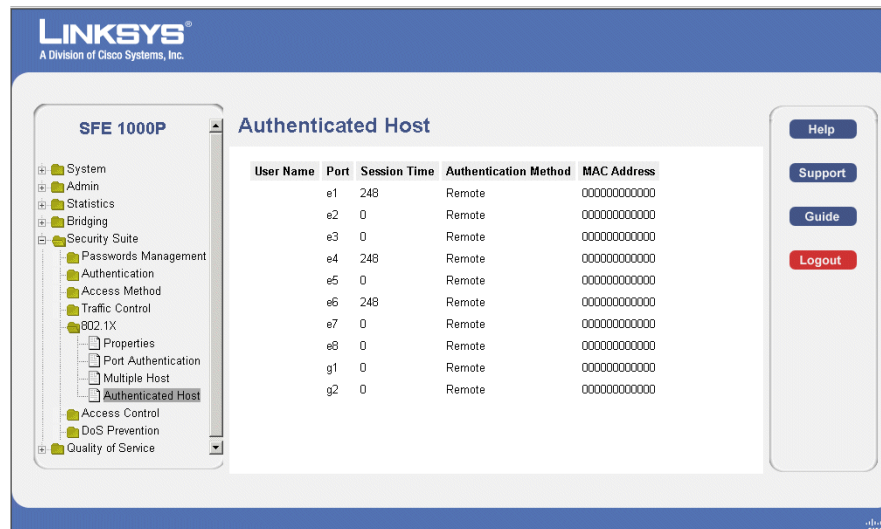 LINKSYS®
A Division of Cisco Systems, Inc.
SFE 1000P
System
Admin
Statistics
Bridging
Security Suite
Passwords Management
Authentication
Access Method
Traffic Control
802.1X
Properties
Port Authentication
Multiple Host
Authenticated Host
Access Control
DoS Prevention
Quality of Service
Authenticated Host
User Name Port Session Time Authentication Method MAC Address
e1 248 Remote 000000000000
e2 0 Remote 000000000000
e3 0 Remote 000000000000
e4 248 Remote 000000000000
e5 0 Remote 000000000000
e6 248 Remote 000000000000
e7 0 Remote 000000000000
e8 0 Remote 000000000000
g1 0 Remote 000000000000
g2 0 Remote 000000000000
Help
Support
Guide
Logout